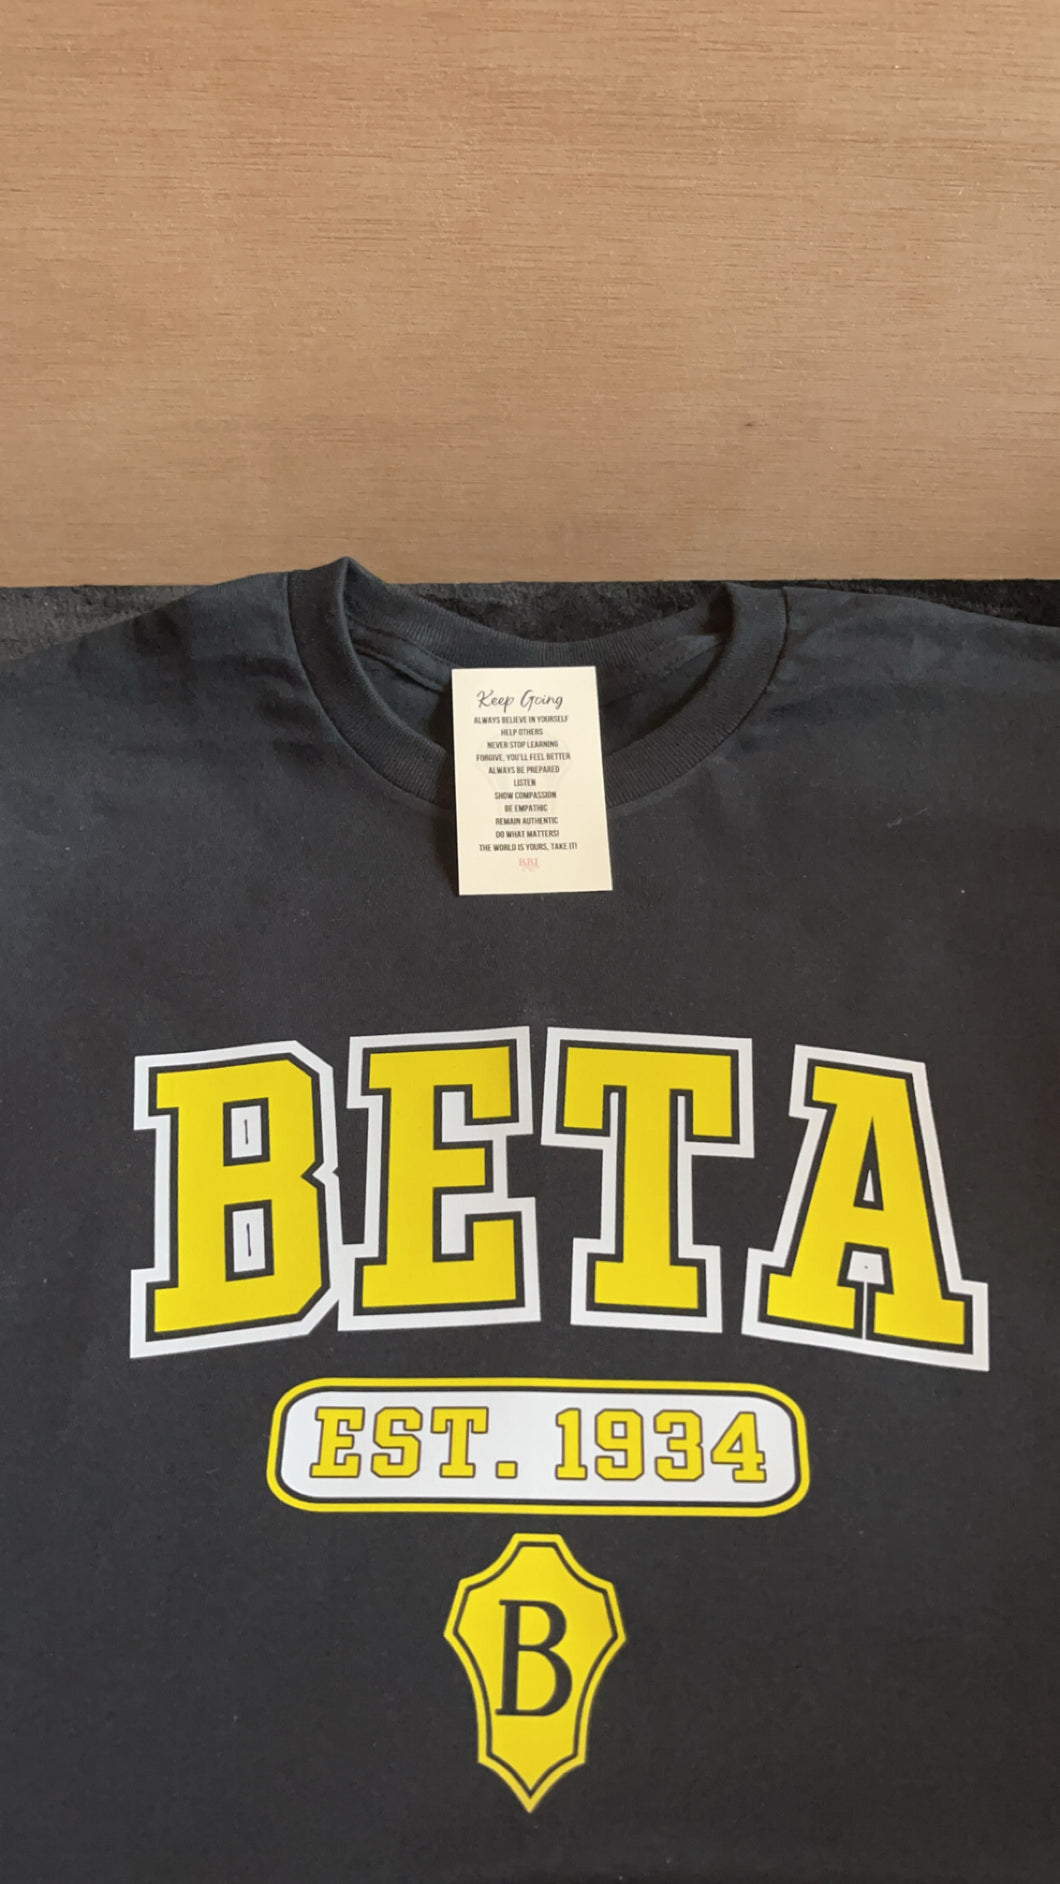 Keep Going
ALWAYS BELIEVE IN YOURSELF
HELP OTHERS
NEVER STOP LEARNING
FORGIVE, YOU'LL FEEL BETTER
ALWAYS BE PREPARED
LISTEN
SHOW COMPASSION
BE EMPATHIC
REMAIN AUTHENTIC
DO WHAT MATTERS!
THE WORLD IS YOURS, TAKE IT!
BETA
EST. 1934
B